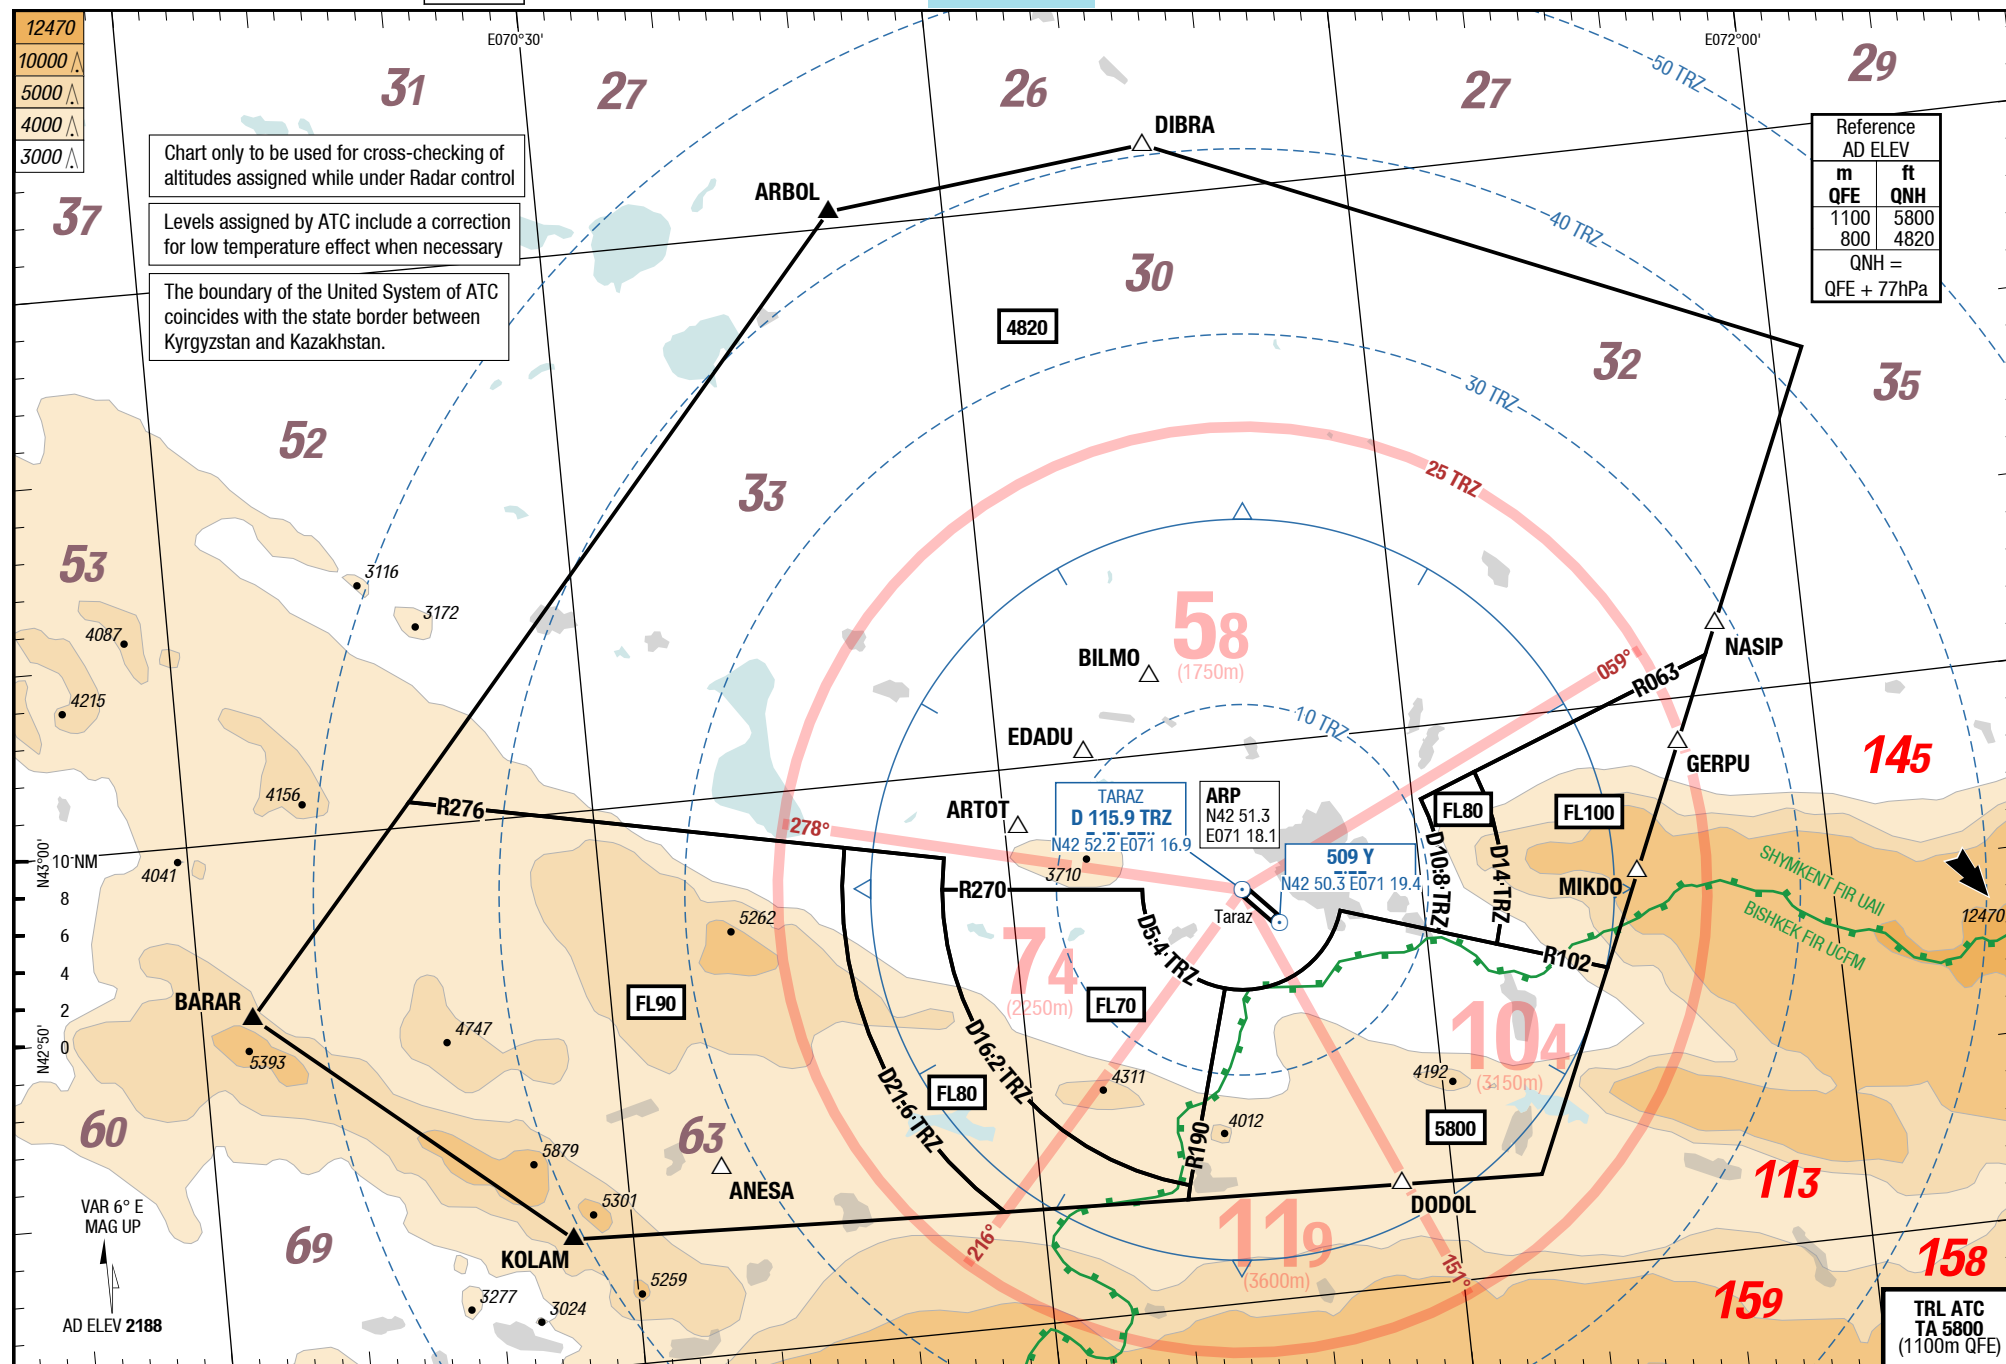 12470
10000
5000
4000
3000
E070°30'
E072°00'
31
27
26
27
29
50 TRZ
Chart only to be used for cross-checking of
altitudes assigned while under Radar control
Levels assigned by ATC include a correction
for low temperature effect when necessary
The boundary of the United System of ATC
coincides with the state border between
Kyrgyzstan and Kazakhstan.
Reference
AD ELEV
m ft
QFE QNH
1100 5800
800 4820
QNH =
QFE + 77hPa
DIBRA
ARBOL
37
40 TRZ
30
4820
32
35
30 TRZ
52
33
25 TRZ
53
3116
3172
4087
58
(1750m)
BILMO
NASIP
059°
R063
4215
10 TRZ
EDADU
GERPU
145
4156
R276
278°
ARTOT
TARAZ
D 115.9 TRZ
N42 52.2 E071 16.9
ARP
N42 51.3
E071 18.1
FL80
FL100
D10.8 TRZ
D14 TRZ
509 Y
N42 50.3 E071 19.4
SHYMKENT FIR UAII
BISHKEK FIR UCFM
N43°00'
10 NM
8
6
4
2
0
N42°50'
4041
3710
R270
MIKDO
12470
Taraz
5262
D5.4 TRZ
R102
74
(2250m)
BARAR
FL90
FL70
4747
5393
D16.2 TRZ
104
(3150m)
4311
4192
D21.6 TRZ
FL80
60
63
4012
5800
R190
5879
ANESA
113
VAR 6° E
MAG UP
5301
DODOL
69
KOLAM
216°
119
(3600m)
151°
158
5259
3277
3024
159
AD ELEV 2188
TRL ATC
TA 5800
(1100m QFE)